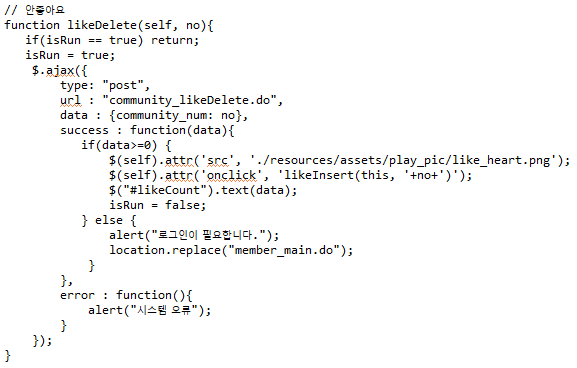 // 안좋아요
function likeDelete(self, no){
   if(isRun == true) return;
   isRun = true;
    $.ajax({
        type: "post",
        url : "community_likeDelete.do",
        data : {community_num: no},
        success : function(data){
           if(data>=0) {
               $(self).attr('src', './resources/assets/play_pic/like_heart.png');
               $(self).attr('onclick', 'likeInsert(this, '+no+')');
               $("#likeCount").text(data);
               isRun = false;
           } else {
               alert("로그인이 필요합니다.");
               location.replace("member_main.do");
            }
        },
        error : function(){
            alert("시스템 오류");
        }
    });
}